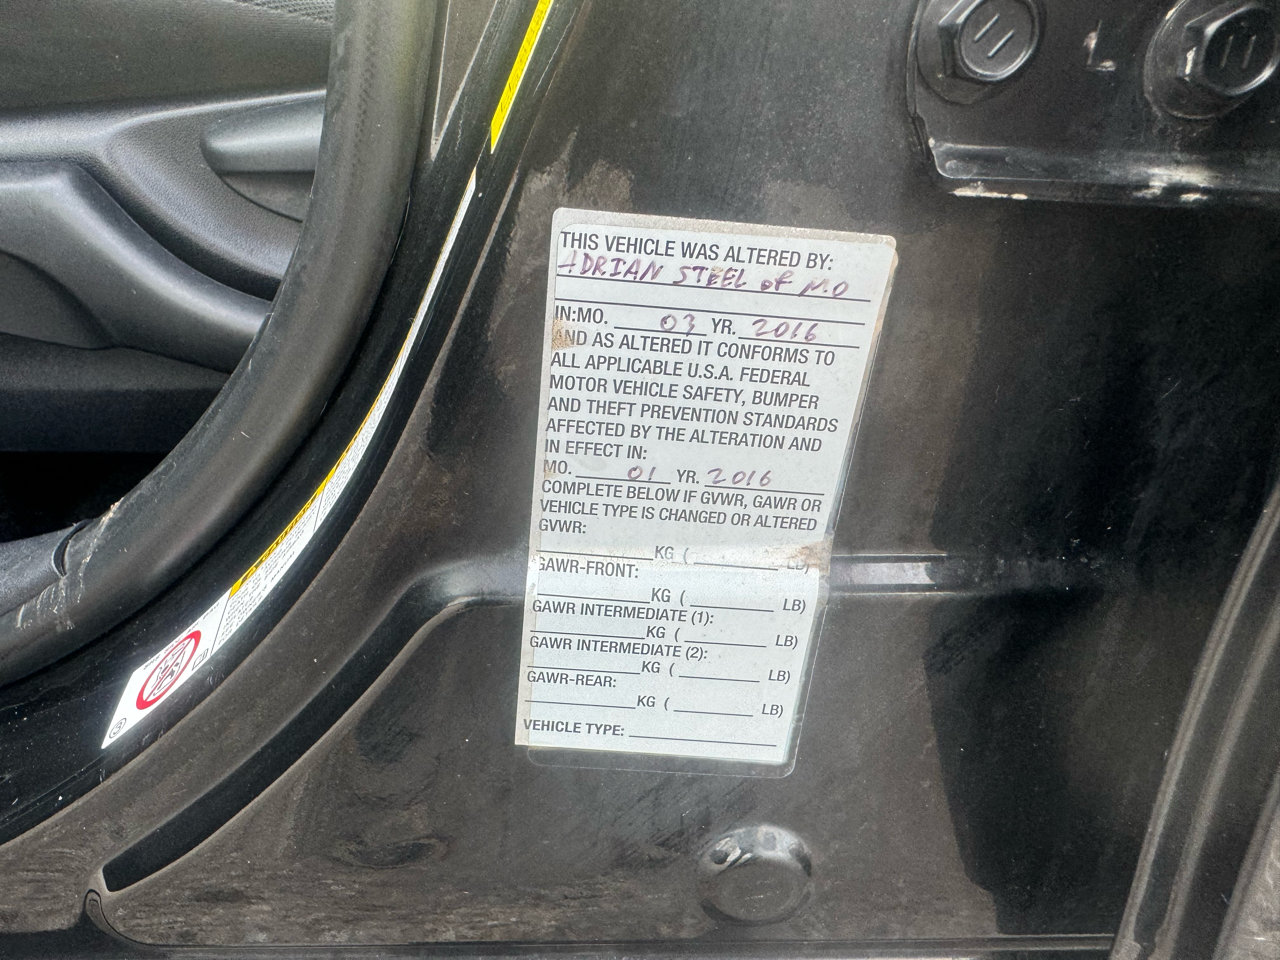 THIS VEHICLE WAS ALTERED BY:
ADRIAN STEEL of MO
IN:MO. 03 YR. 2016
AND AS ALTERED IT CONFORMS TO
ALL APPLICABLE U.S.A. FEDERAL
MOTOR VEHICLE SAFETY, BUMPER
AND THEFT PREVENTION STANDARDS
AFFECTED BY THE ALTERATION AND
IN EFFECT IN:
MO. 01 YR. 2016
COMPLETE BELOW IF GVWR, GAWR OR
VEHICLE TYPE IS CHANGED OR ALTERED
GVWR:
KG ( LB)
GAWR-FRONT:
KG ( LB)
GAWR INTERMEDIATE (1):
KG ( LB)
GAWR INTERMEDIATE (2):
KG ( LB)
GAWR-REAR:
KG ( LB)
VEHICLE TYPE:
L